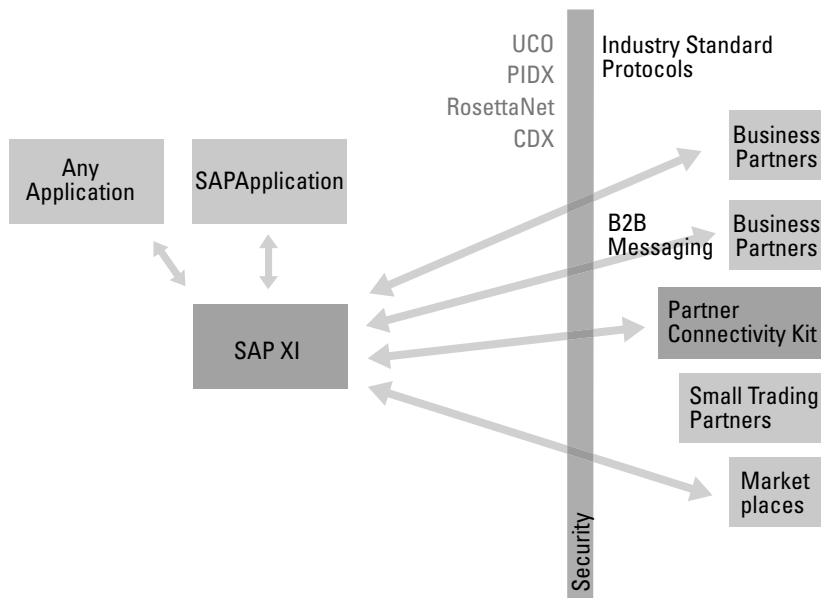 UCO
PIDX
RosettaNet
CDX
Industry Standard
Protocols
Any
Application
SAPApplication
Business
Partners
B2B
Messaging
Business
Partners
SAP XI
Partner
Connectivity Kit
Small Trading
Partners
Market
places
Security